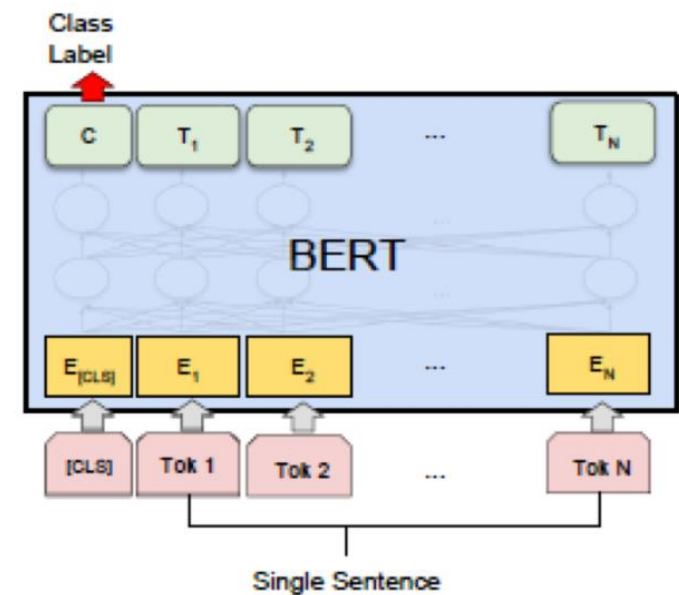 Class
Label
C T1 T2 ... TN
...
BERT
...
E[CLS] E1 E2 ... EN
[CLS] Tok 1 Tok 2 ... Tok N
Single Sentence